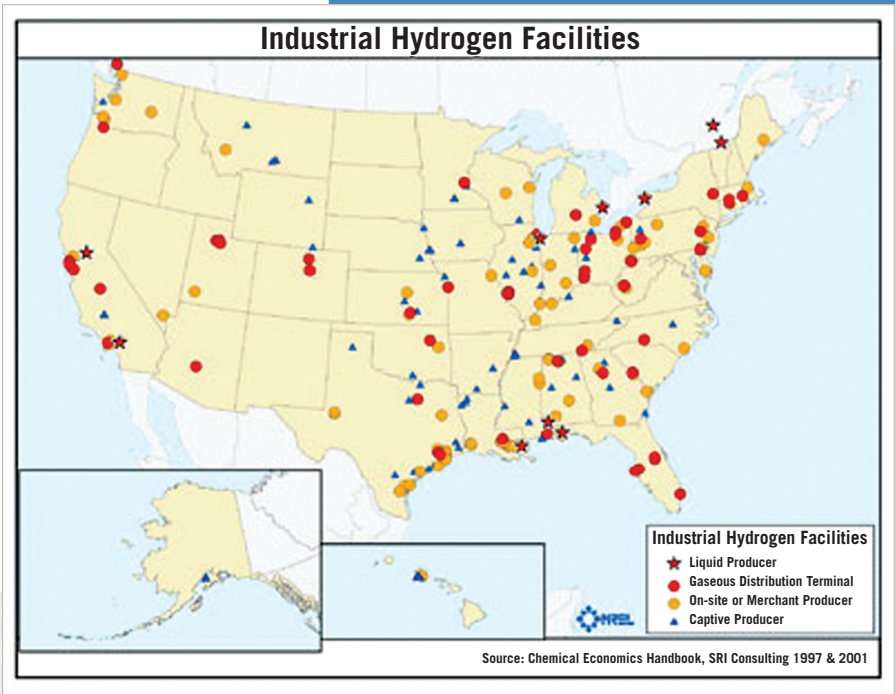 Industrial Hydrogen Facilities
Industrial Hydrogen Facilities
Liquid Producer
Gaseous Distribution Terminal
On-site or Merchant Producer
Captive Producer
NREL
Source: Chemical Economics Handbook, SRI Consulting 1997 & 2001